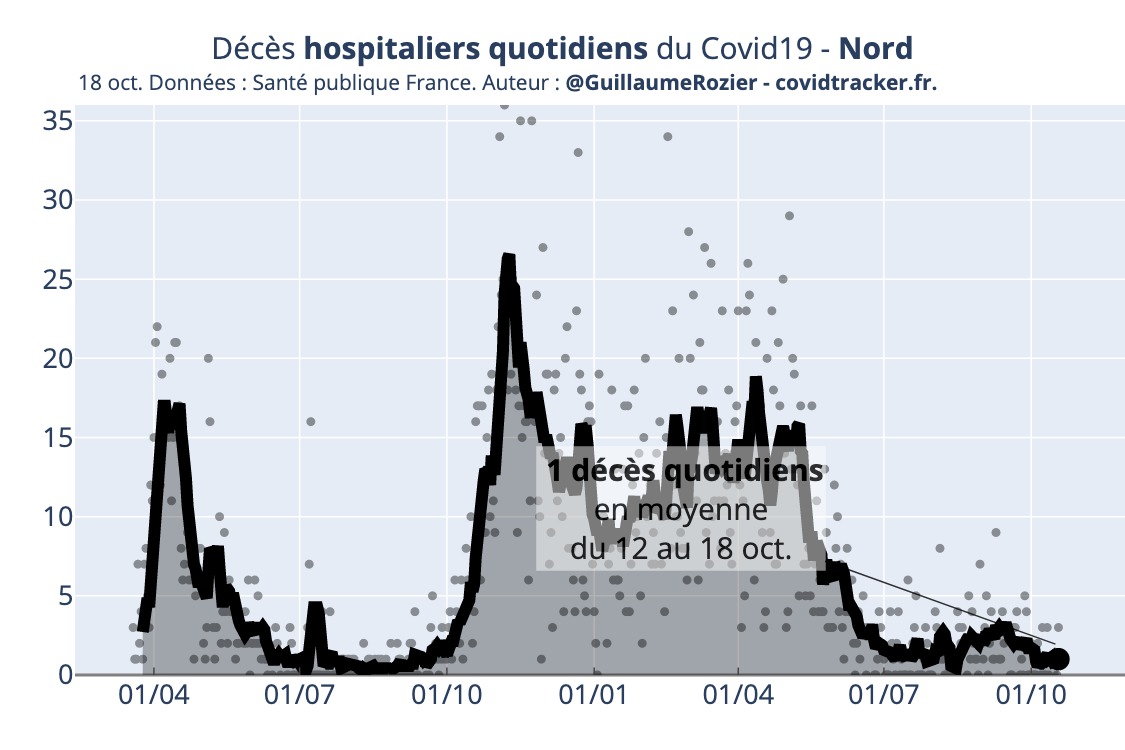 Décès hospitaliers quotidiens du Covid19 - Nord
18 oct. Données : Santé publique France. Auteur : @GuillaumeRozier - covidtracker.fr.
35
30
25
20
15
10
5
0
1 décès quotidiens
en moyenne
du 12 au 18 oct.
01/04 01/07 01/10 01/01 01/04 01/07 01/10